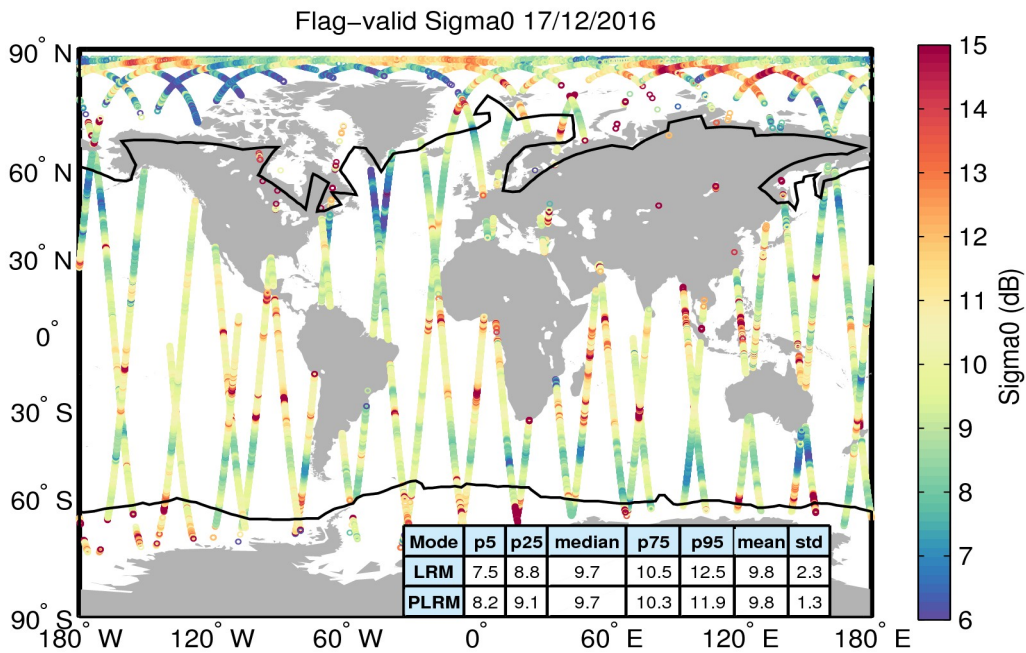 Flag–valid Sigma0 17/12/2016
90° N
60° N
30° N
0°
30° S
60° S
90° S
180° W
120° W
60° W
0°
60° E
120° E
180° E
Mode p5 p25 median p75 p95 mean std
LRM 7.5 8.8 9.7 10.5 12.5 9.8 2.3
PLRM 8.2 9.1 9.7 10.3 11.9 9.8 1.3
15
14
13
12
11
10
9
8
7
6
Sigma0 (dB)